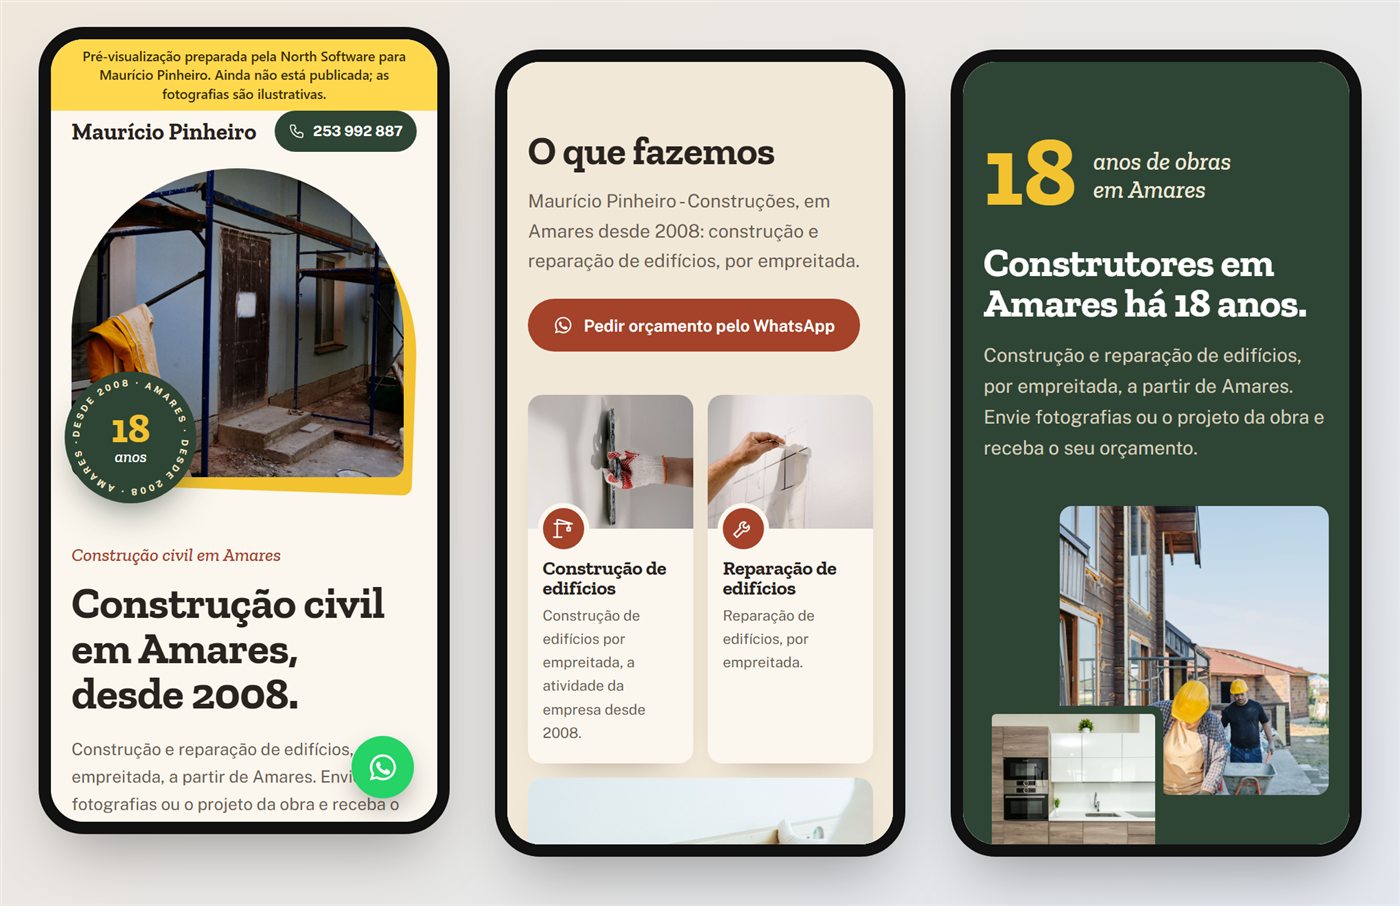 Pré-visualização preparada pela North Software para
Maurício Pinheiro. Ainda não está publicada; as
fotografias são ilustrativas.
Maurício Pinheiro
253 992 887
DESDE 2008 · AMARES · DESDE 2008 · AMARES ·
18
anos
Construção civil em Amares
Construção civil
em Amares,
desde 2008.
Construção e reparação de edifícios,
empreitada, a partir de Amares. Envi
fotografias ou o projeto da obra e receba o
O que fazemos
Maurício Pinheiro - Construções, em
Amares desde 2008: construção e
reparação de edifícios, por empreitada.
Pedir orçamento pelo WhatsApp
Construção de
edifícios
Construção de
edifícios por
empreitada, a
atividade da
empresa desde
2008.
Reparação de
edifícios
Reparação de
edifícios, por
empreitada.
18
anos de obras
em Amares
Construtores em
Amares há 18 anos.
Construção e reparação de edifícios,
por empreitada, a partir de Amares.
Envie fotografias ou o projeto da obra e
receba o seu orçamento.